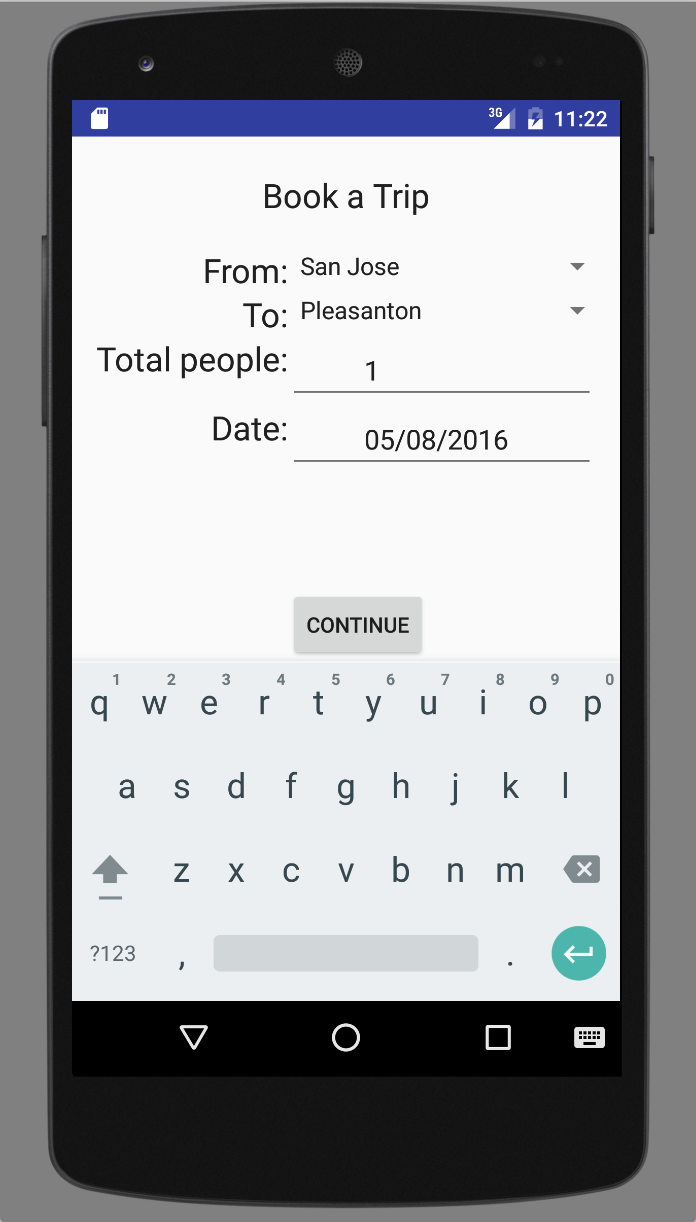 3G 11:22
Book a Trip
From: San Jose
To: Pleasanton
Total people: 1
Date: 05/08/2016
CONTINUE
1 2 3 4 5 6 7 8 9 0
q w e r t y u i o p
a s d f g h j k l
z x c v b n m
?123 , .